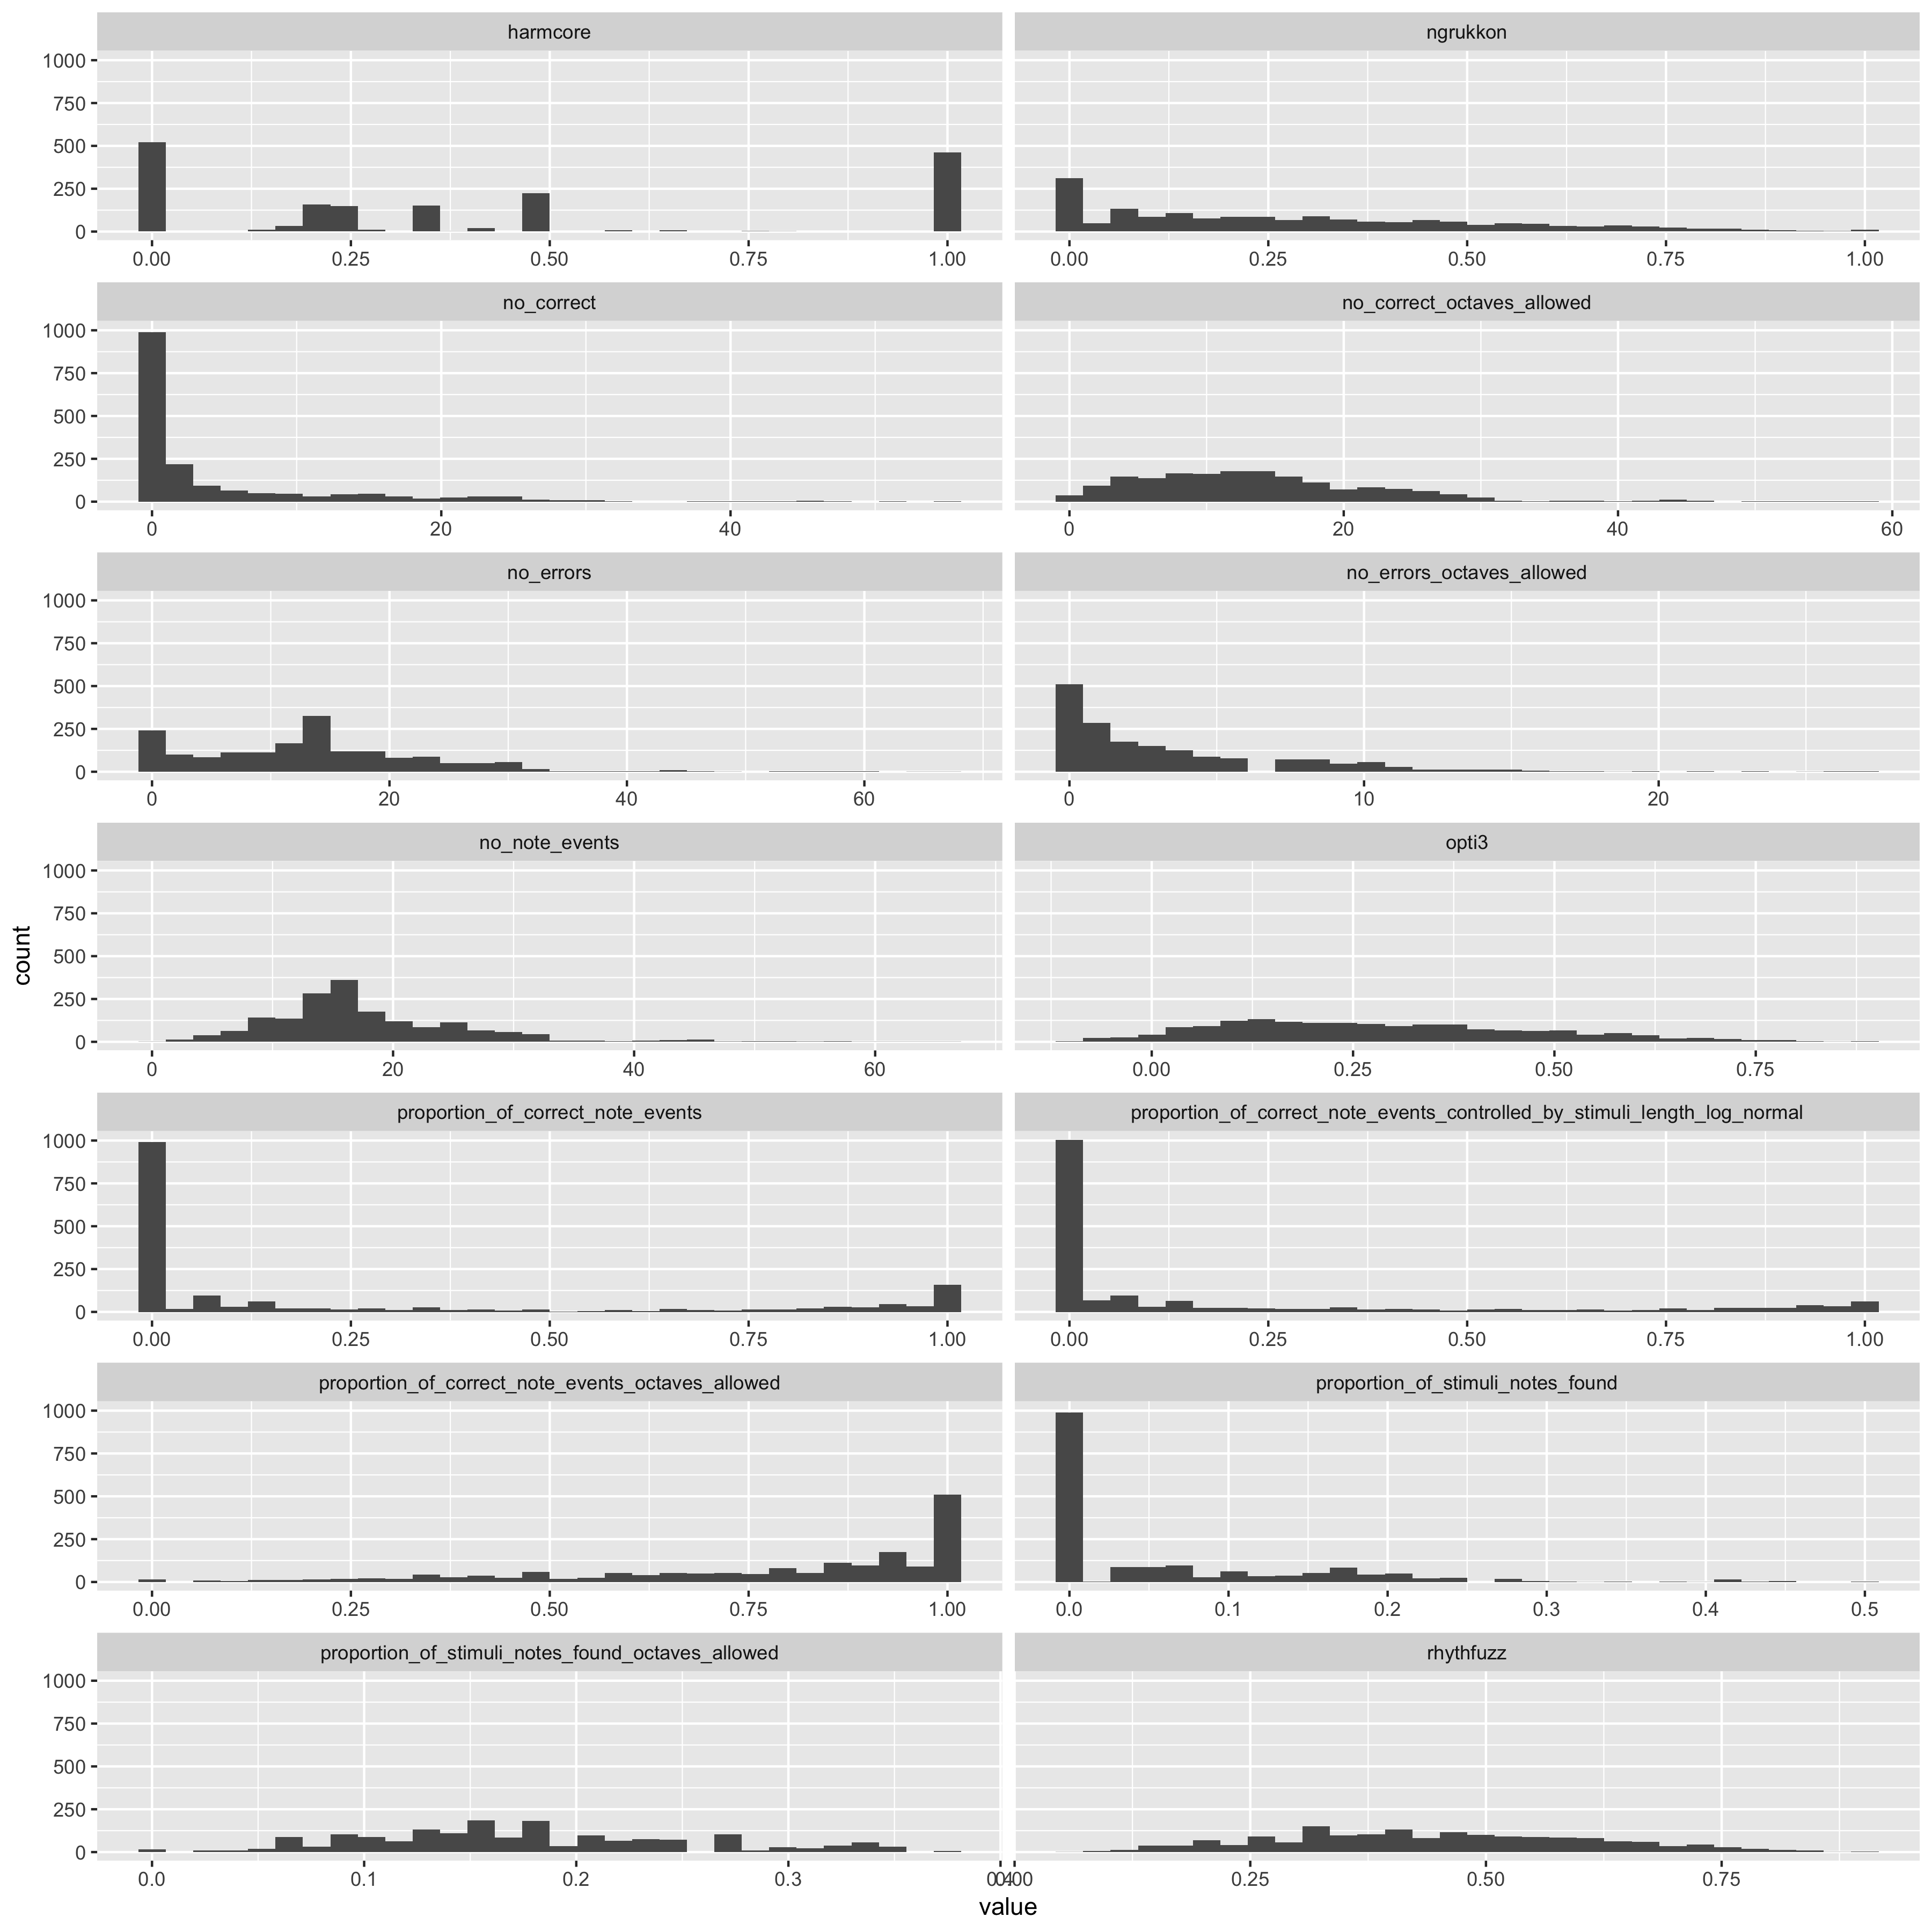 harmcore ngrukkon
1000
750
500
250
0
0.00 0.25 0.50 0.75 1.00 0.00 0.25 0.50 0.75 1.00
no_correct no_correct_octaves_allowed
1000
750
500
250
0
0 20 40 0 20 40 60
no_errors no_errors_octaves_allowed
1000
750
500
250
0
0 20 40 60 0 10 20
no_note_events opti3
1000
750
500
250
0
0 20 40 60 0.00 0.25 0.50 0.75
count
proportion_of_correct_note_events proportion_of_correct_note_events_controlled_by_stimuli_length_log_normal
1000
750
500
250
0
0.00 0.25 0.50 0.75 1.00 0.00 0.25 0.50 0.75 1.00
proportion_of_correct_note_events_octaves_allowed proportion_of_stimuli_notes_found
1000
750
500
250
0
0.00 0.25 0.50 0.75 1.00 0.0 0.1 0.2 0.3 0.4 0.5
proportion_of_stimuli_notes_found_octaves_allowed rhythfuzz
1000
750
500
250
0
0.0 0.1 0.2 0.3 0.4 0.00 0.25 0.50 0.75
value